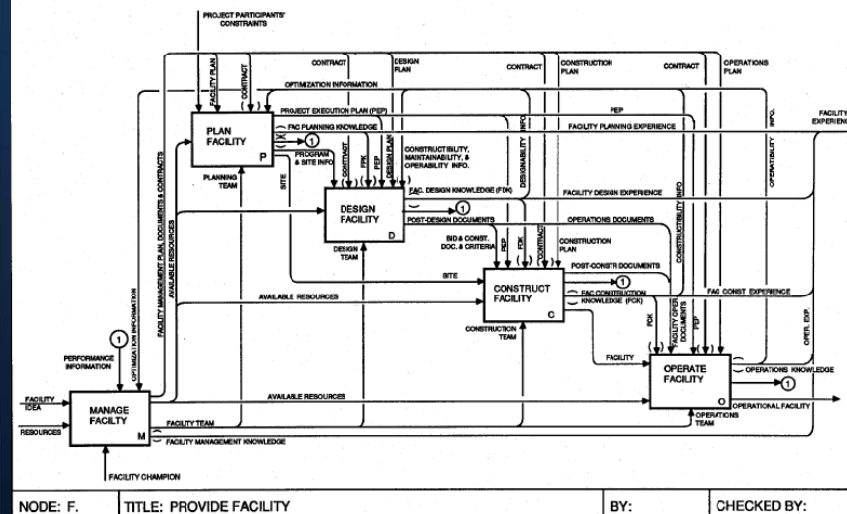 PROJECT PARTICIPANTS'
CONSTRAINTS
FACILITY PLAN
(CONTRACT)
CONTRACT
DESIGN
PLAN
CONTRACT
CONSTRUCTION
PLAN
CONTRACT
OPERATIONS
PLAN
OPTIMIZATION INFORMATION
PROJECT EXECUTION PLAN (PEP)
PEP
FACILITY
EXPERIENC
FAC PLANNING KNOWLEDGE
FACILITY PLANNING EXPERIENCE
PLAN
FACILITY
P
1
PROGRAM
& SITE INFO
PLANNING
TEAM
SITE
CONTRACT
FPK
PEP
DESIGN PLAN
CONSTRUCTIBILITY,
MAINTAINABILITY, &
OPERABILITY INFO.
DESIGNABILITY INFO.
OPERABILITY INFO.
FACILITY MANAGEMENT PLAN, DOCUMENTS & CONTRACTS
AVAILABLE RESOURCES
FAC. DESIGN KNOWLEDGE (FDK)
FACILITY DESIGN EXPERIENCE
DESIGN
FACILITY
D
1
POST-DESIGN DOCUMENTS
OPERATIONS DOCUMENTS
CONSTRUCTIBILITY INFO
DESIGN
TEAM
BID & CONST.
DOC. & CRITERIA
PEP
(FDK)
(CONTRACT)
CONSTRUCTION
PLAN
SITE
POST-CONSTR DOCUMENTS
CONSTRUCT
FACILITY
C
1
AVAILABLE RESOURCES
FAC CONSTRUCTION
KNOWLEDGE (FCK)
FAC CONST EXPERIENCE
CONSTRUCTION
TEAM
OPTIMIZATION INFORMATION
FCK
FACILITY OPER.
DOCUMENTS
PEP
OPER. EXP.
1
PERFORMANCE
INFORMATION
FACILITY
OPERATE
FACILITY
O
OPERATIONS KNOWLEDGE
1
OPERATIONAL FACILITY
FACILITY
IDEA
RESOURCES
MANAGE
FACILTY
M
AVAILABLE RESOURCES
FACILITY TEAM
OPERATIONS
TEAM
FACILITY MANAGEMENT KNOWLEDGE
FACILITY CHAMPION
NODE: F.
TITLE: PROVIDE FACILITY
BY:
CHECKED BY: